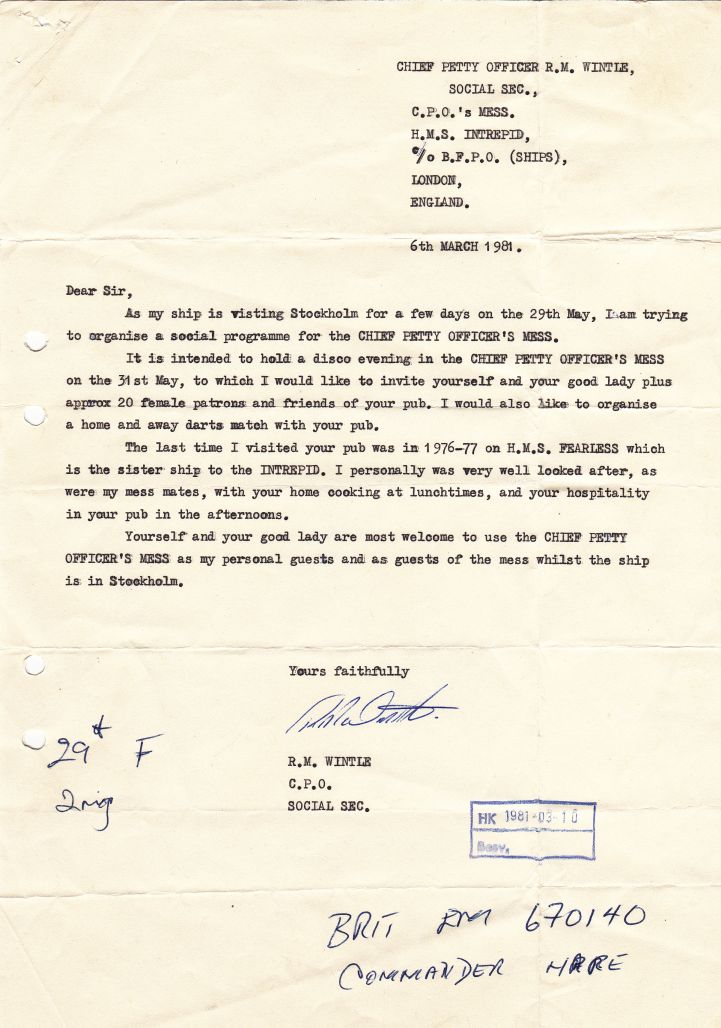 CHIEF PETTY OFFICER R.M. WINTLE,
SOCIAL SEC.,
C.P.O.'s MESS.
H.M.S. INTREPID,
c/o B.F.P.O. (SHIPS),
LONDON,
ENGLAND.
6th MARCH 1981.
Dear Sir,
As my ship is visting Stockholm for a few days on the 29th May, I am trying
to organise a social programme for the CHIEF PETTY OFFICER'S MESS.
It is intended to hold a disco evening in the CHIEF PETTY OFFICER'S MESS
on the 31st May, to which I would like to invite yourself and your good lady plus
approx 20 female patrons and friends of your pub. I would also like to organise
a home and away darts match with your pub.
The last time I visited your pub was in 1976-77 on H.M.S. FEARLESS which
is the sister ship to the INTREPID. I personally was very well looked after, as
were my mess mates, with your home cooking at lunchtimes, and your hospitality
in your pub in the afternoons.
Yourself and your good lady are most welcome to use the CHIEF PETTY
OFFICER'S MESS as my personal guests and as guests of the mess whilst the ship
is in Stockholm.
Yours faithfully
R.M. WINTLE
C.P.O.
SOCIAL SEC.
29 F
HK 1981-03-10
Besv.
BRIT EM 670140
COMMANDER HARE